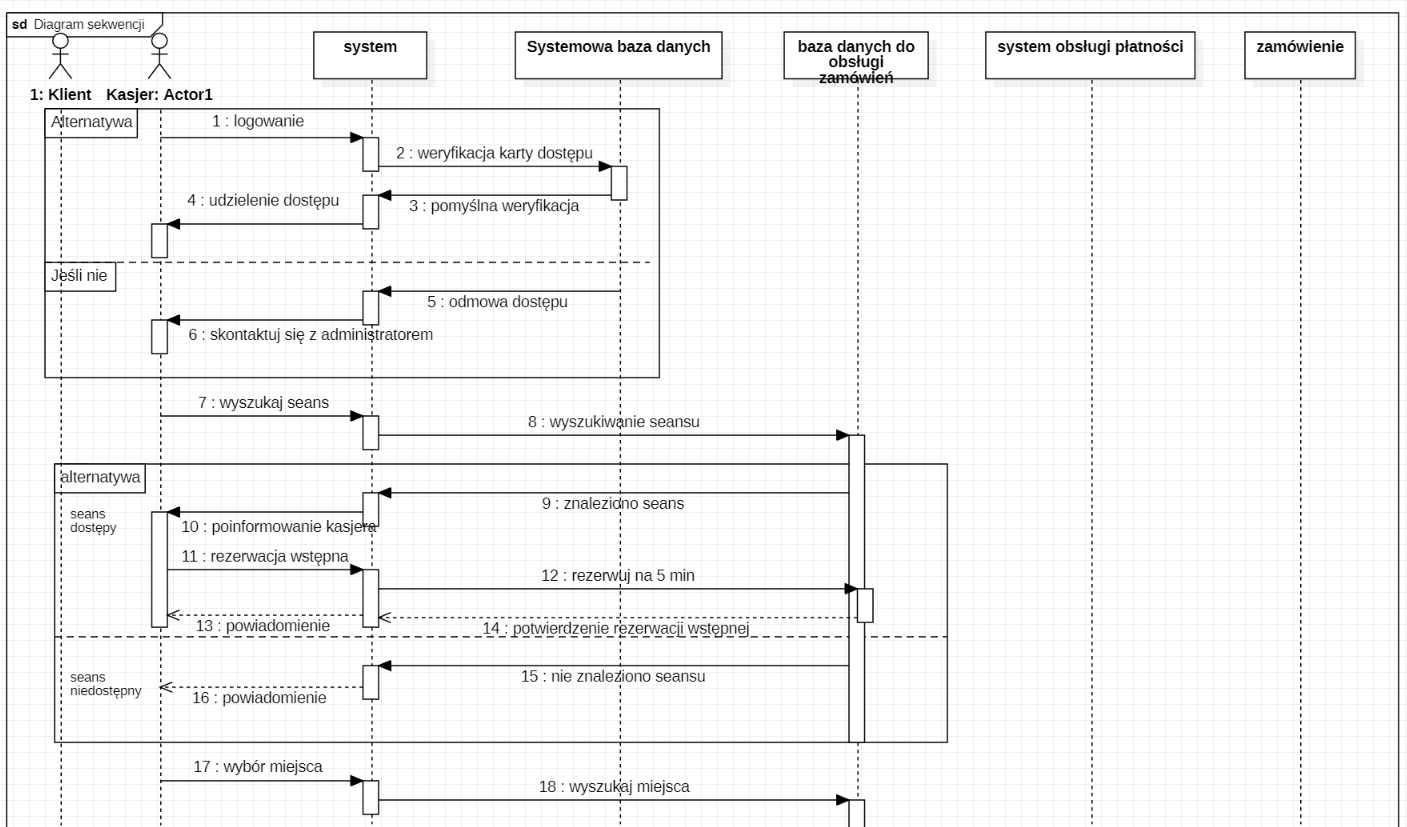 sd Diagram sekwencji
system
Systemowa baza danych
baza danych do
obsługi
zamówień
system obsługi płatności
zamówienie
1: Klient
Kasjer: Actor1
Alternatywa
1 : logowanie
2 : weryfikacja karty dostępu
3 : pomyślna weryfikacja
4 : udzielenie dostępu
Jeśli nie
5 : odmowa dostępu
6 : skontaktuj się z administratorem
7 : wyszukaj seans
8 : wyszukiwanie seansu
alternatywa
9 : znaleziono seans
seans
dostępy
10 : poinformowanie kasjera
11 : rezerwacja wstępna
12 : rezerwuj na 5 min
13 : powiadomienie
14 : potwierdzenie rezerwacji wstępnej
15 : nie znaleziono seansu
seans
niedostępny
16 : powiadomienie
17 : wybór miejsca
18 : wyszukaj miejsca